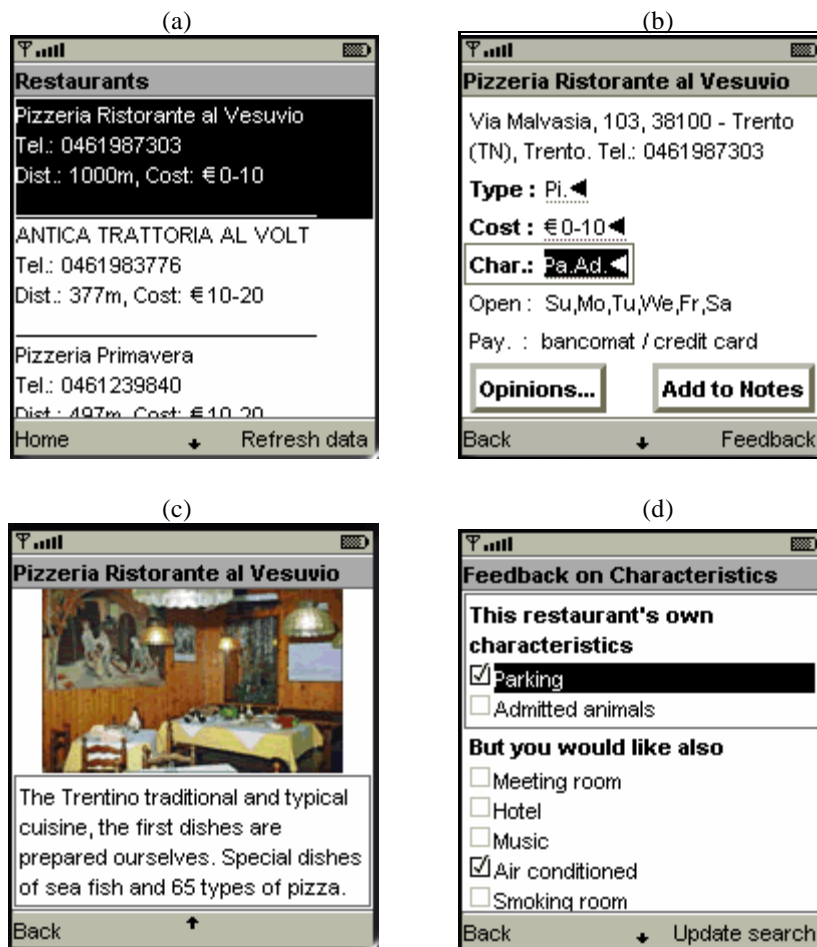 (a)
Restaurants
Pizzeria Ristorante al Vesuvio
Tel.: 0461987303
Dist.: 1000m, Cost: €0-10
ANTICA TRATTORIA AL VOLT
Tel.: 0461983776
Dist.: 377m, Cost: €10-20
Pizzeria Primavera
Tel.: 0461239840
Dist.: 497m, Cost: €10-20
Home Refresh data
(b)
Pizzeria Ristorante al Vesuvio
Via Malvasia, 103, 38100 - Trento
(TN), Trento. Tel.: 0461987303
Type : Pi.
Cost : €0-10
Char.: Pa.Ad.
Open : Su,Mo,Tu,We,Fr,Sa
Pay. : bancomat / credit card
Opinions... Add to Notes
Back Feedback
(c)
Pizzeria Ristorante al Vesuvio
The Trentino traditional and typical
cuisine, the first dishes are
prepared ourselves. Special dishes
of sea fish and 65 types of pizza.
Back
(d)
Feedback on Characteristics
This restaurant's own
characteristics
Parking
Admitted animals
But you would like also
Meeting room
Hotel
Music
Air conditioned
Smoking room
Back Update search